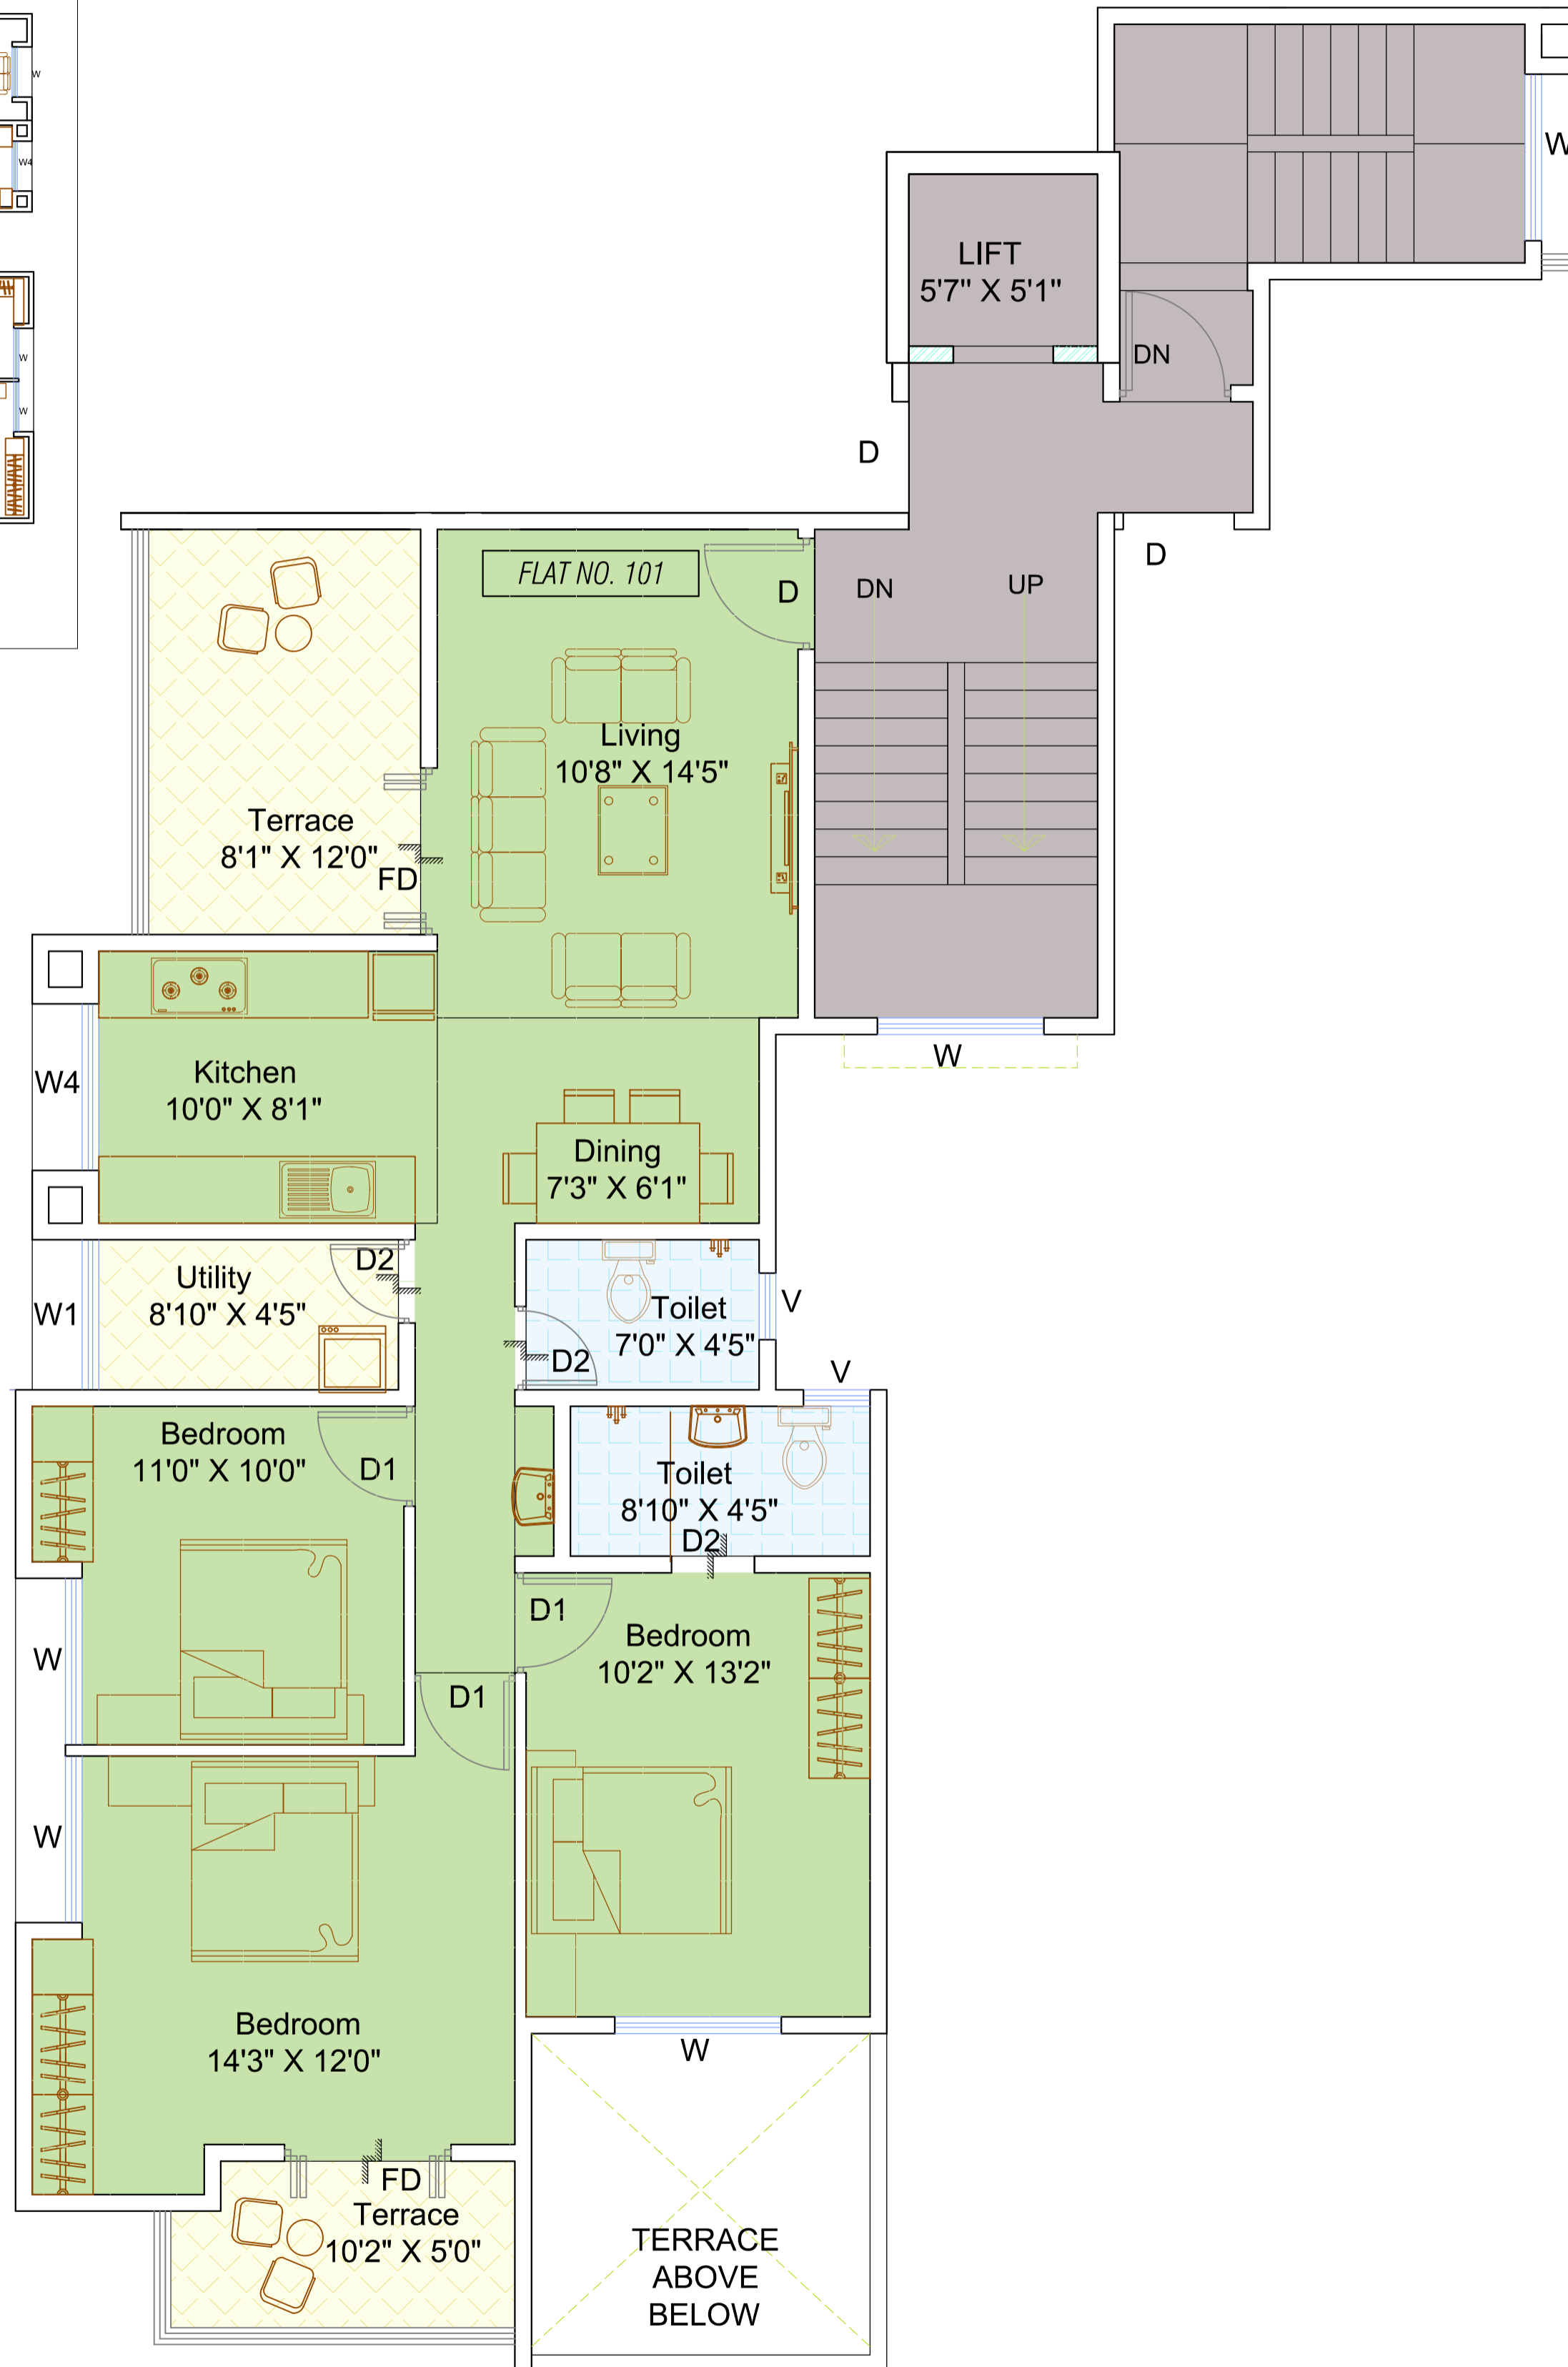 W
W4
W
W
W
LIFT
5'7" X 5'1"
DN
D
D
FLAT NO. 101
D
DN
UP
Living
10'8" X 14'5"
Terrace
8'1" X 12'0"
FD
W
Kitchen
10'0" X 8'1"
W4
Dining
7'3" X 6'1"
D2
Utility
8'10" X 4'5"
W1
Toilet
7'0" X 4'5"
D2
V
V
Bedroom
11'0" X 10'0"
D1
Toilet
8'10" X 4'5"
D2
D1
Bedroom
10'2" X 13'2"
W
D1
W
Bedroom
14'3" X 12'0"
W
FD
Terrace
10'2" X 5'0"
TERRACE
ABOVE
BELOW